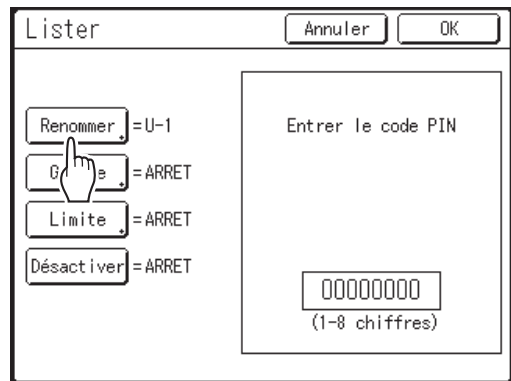 Lister
Annuler
OK
Renommer =U-1
=ARRET
Limite =ARRET
Désactiver =ARRET
Entrer le code PIN
00000000
(1-8 chiffres)